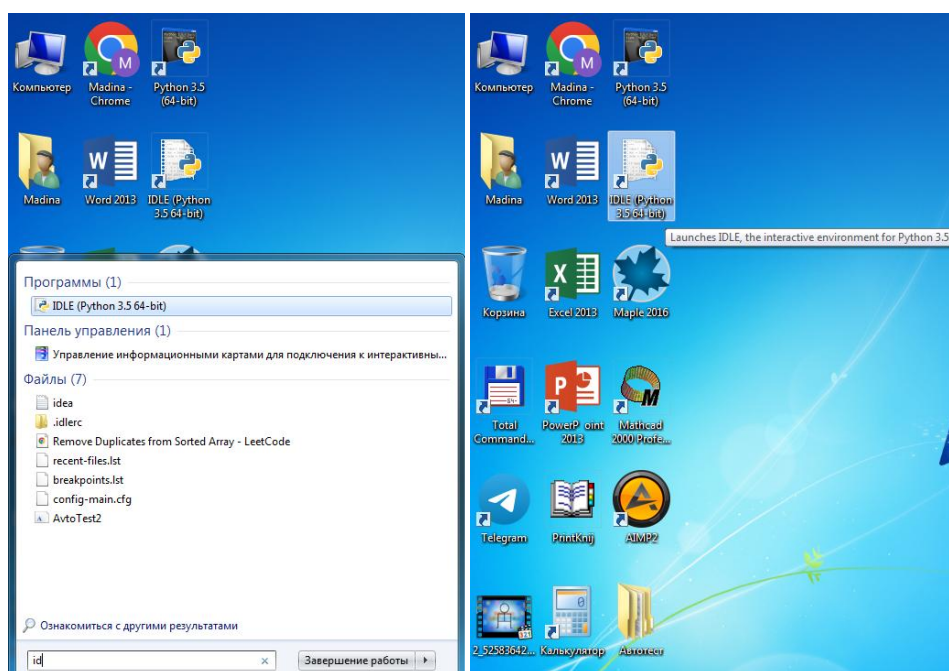 Компьютер
Madina -
Chrome
Python 3.5
(64-bit)
Madina
Word 2013
IDLE (Python
3.5 64-bit)
Программы (1)
IDLE (Python 3.5 64-bit)
Панель управления (1)
Управление информационными картами для подключения к интерактивны...
Файлы (7)
idea
.idlerc
Remove Duplicates from Sorted Array - LeetCode
recent-files.lst
breakpoints.lst
config-main.cfg
AvtoTest2
Ознакомиться с другими результатами
id
Завершение работы
Компьютер
Madina -
Chrome
Python 3.5
(64-bit)
Madina
Word 2013
IDLE (Python
3.5 64-bit)
Launches IDLE, the interactive environment for Python 3.5
Корзина
Excel 2013
Maple 2016
Total
Command...
PowerP oint
2013
Mathcad
2000 Profe...
Telegram
PrintKnij
AIMP2
2_52583642...
Калькулятор
Автотест